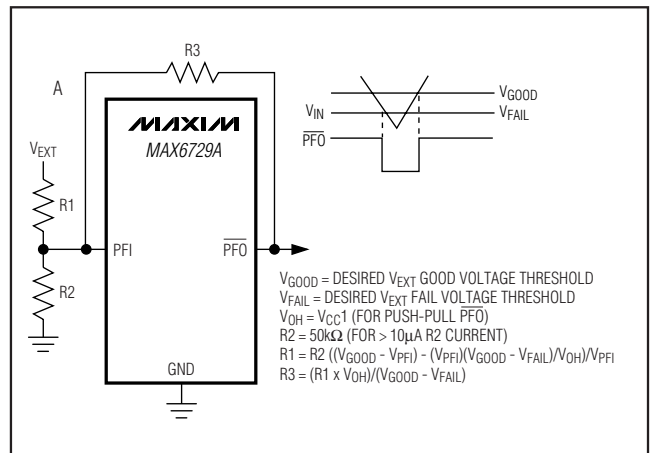 R3
A
VGOOD
VIN
VFAIL
PFO
MAXIM
MAX6729A
VEXT
R1
PFI
PFO
R2
GND
VGOOD = DESIRED VEXT GOOD VOLTAGE THRESHOLD
VFAIL = DESIRED VEXT FAIL VOLTAGE THRESHOLD
VOH = VCC1 (FOR PUSH-PULL PFO)
R2 = 50kΩ (FOR > 10µA R2 CURRENT)
R1 = R2 ((VGOOD - VPFI) - (VPFI)(VGOOD - VFAIL)/VOH)/VPFI
R3 = (R1 x VOH)/(VGOOD - VFAIL)